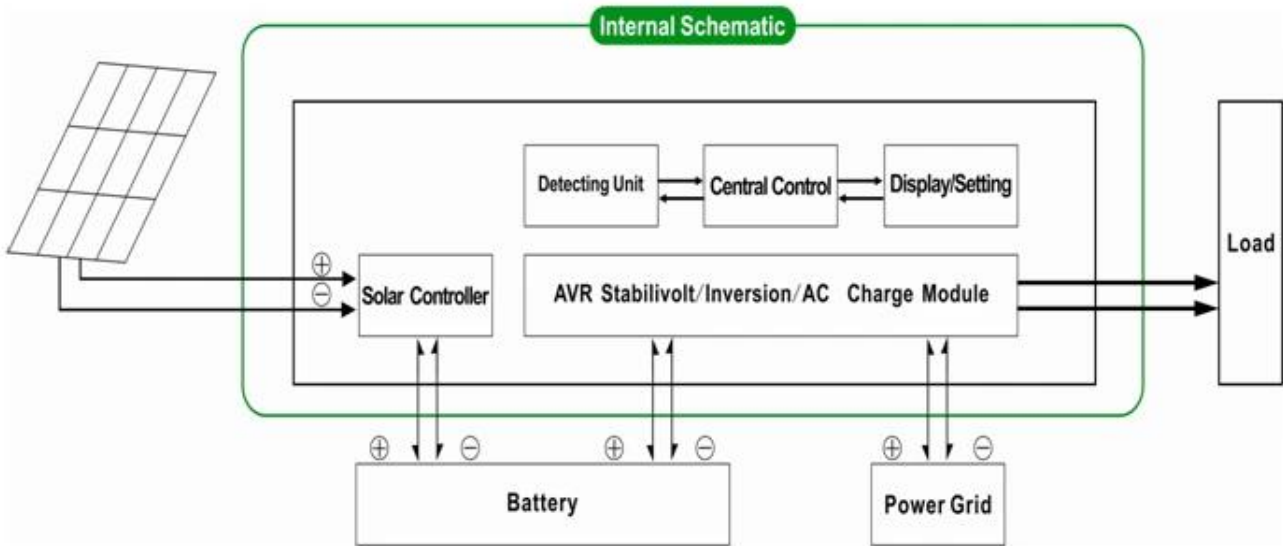 Internal Schematic
Detecting Unit
Central Control
Display/Setting
Load
⊕
⊖
Solar Controller
AVR Stabilivolt/Inversion/AC Charge Module
⊕ ⊖ ⊕ ⊖ ⊕ ⊖
Battery
Power Grid